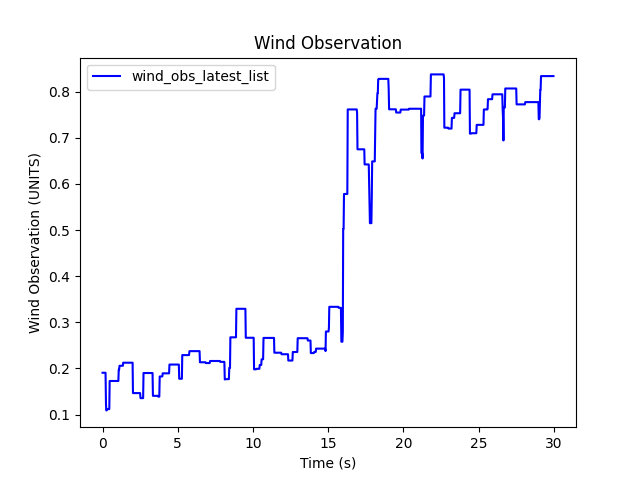 Wind Observation
wind_obs_latest_list
Wind Observation (UNITS)
0.8
0.7
0.6
0.5
0.4
0.3
0.2
0.1
0 5 10 15 20 25 30
Time (s)